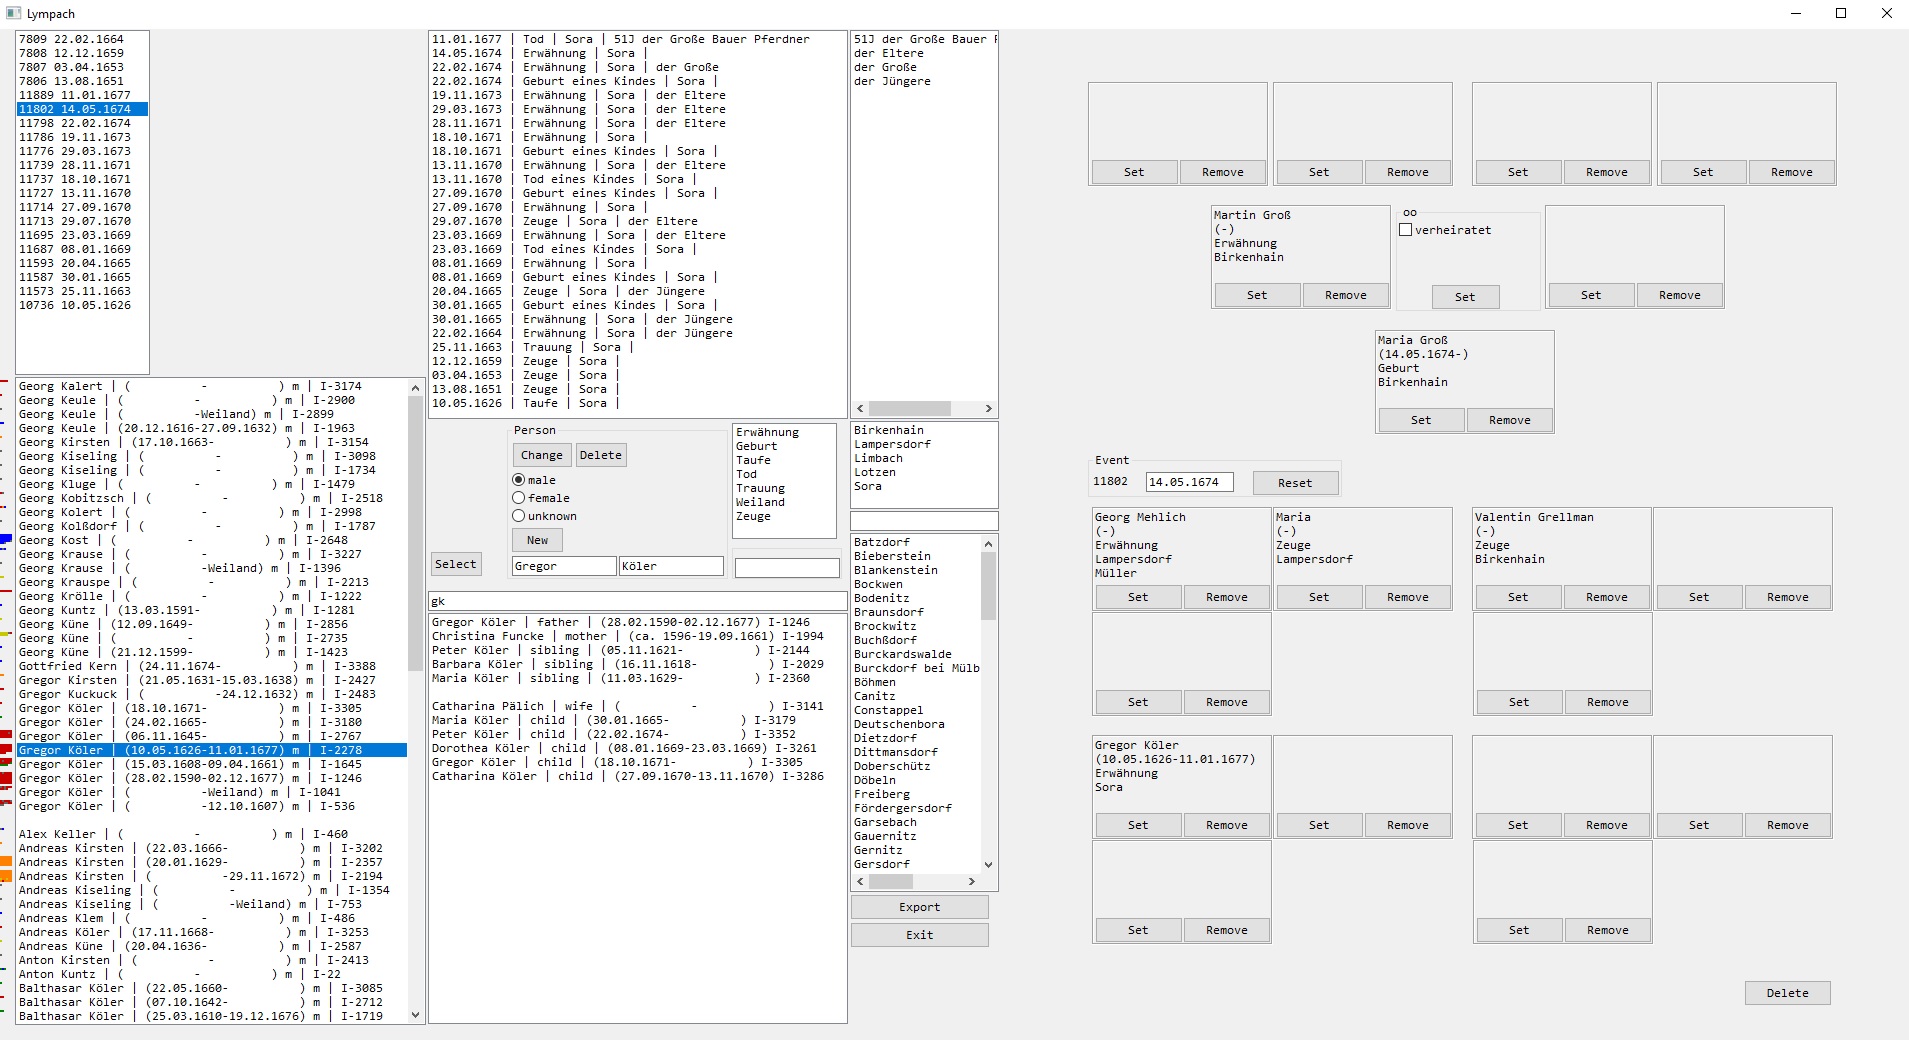 Lympach
7809 22.02.1664
7808 12.12.1659
7807 03.04.1653
7806 13.08.1651
11889 11.01.1677
11802 14.05.1674
11798 22.02.1674
11786 19.11.1673
11776 29.03.1673
11739 28.11.1671
11737 18.10.1671
11727 13.11.1670
11714 27.09.1670
11713 29.07.1670
11695 23.03.1669
11687 08.01.1669
11593 20.04.1665
11587 30.01.1665
11573 25.11.1663
10736 10.05.1626
Georg Kalert | ( - ) m | I-3174
Georg Keule | ( - ) m | I-2900
Georg Keule | ( -Weiland) m | I-2899
Georg Keule | (20.12.1616-27.09.1632) m | I-1963
Georg Kirsten | (17.10.1663- ) m | I-3154
Georg Kiseling | ( - ) m | I-3098
Georg Kiseling | ( - ) m | I-1734
Georg Kluge | ( - ) m | I-1479
Georg Kobitzsch | ( - ) m | I-2518
Georg Kolert | ( - ) m | I-2998
Georg Kolßdorf | ( - ) m | I-1787
Georg Kost | ( - ) m | I-2648
Georg Krause | ( - ) m | I-3227
Georg Krause | ( -Weiland) m | I-1396
Georg Krauspe | ( - ) m | I-2213
Georg Krölle | ( - ) m | I-1222
Georg Kuntz | (13.03.1591- ) m | I-1281
Georg Küne | (12.09.1649- ) m | I-2856
Georg Küne | ( - ) m | I-2735
Georg Küne | (21.12.1599- ) m | I-1423
Gottfried Kern | (24.11.1674- ) m | I-3388
Gregor Kirsten | (21.05.1631-15.03.1638) m | I-2427
Gregor Kuckuck | ( -24.12.1632) m | I-2483
Gregor Köler | (18.10.1671- ) m | I-3305
Gregor Köler | (24.02.1665- ) m | I-3180
Gregor Köler | (06.11.1645- ) m | I-2767
Gregor Köler | (10.05.1626-11.01.1677) m | I-2278
Gregor Köler | (15.03.1608-09.04.1661) m | I-1645
Gregor Köler | (28.02.1590-02.12.1677) m | I-1246
Gregor Köler | ( -Weiland) m | I-1041
Gregor Köler | ( -12.10.1607) m | I-536
Alex Keller | ( - ) m | I-460
Andreas Kirsten | (22.03.1666- ) m | I-3202
Andreas Kirsten | (20.01.1629- ) m | I-2357
Andreas Kirsten | ( -29.11.1672) m | I-2194
Andreas Kiseling | ( - ) m | I-1354
Andreas Kiseling | ( -Weiland) m | I-753
Andreas Klem | ( - ) m | I-486
Andreas Köler | (17.11.1668- ) m | I-3253
Andreas Küne | (20.04.1636- ) m | I-2587
Anton Kirsten | ( - ) m | I-2413
Anton Kuntz | ( - ) m | I-22
Balthasar Köler | (22.05.1660- ) m | I-3085
Balthasar Köler | (07.10.1642- ) m | I-2712
Balthasar Köler | (25.03.1610-19.12.1676) m | I-1719
11.01.1677 | Tod | Sora | 51J der Große Bauer Pferdner
14.05.1674 | Erwähnung | Sora |
22.02.1674 | Erwähnung | Sora | der Große
22.02.1674 | Geburt eines Kindes | Sora |
19.11.1673 | Erwähnung | Sora | der Eltere
29.03.1673 | Erwähnung | Sora | der Eltere
28.11.1671 | Erwähnung | Sora | der Eltere
18.10.1671 | Erwähnung | Sora |
18.10.1671 | Geburt eines Kindes | Sora |
13.11.1670 | Erwähnung | Sora | der Eltere
13.11.1670 | Tod eines Kindes | Sora |
27.09.1670 | Geburt eines Kindes | Sora |
27.09.1670 | Erwähnung | Sora |
29.07.1670 | Zeuge | Sora | der Eltere
23.03.1669 | Erwähnung | Sora | der Eltere
23.03.1669 | Tod eines Kindes | Sora |
08.01.1669 | Erwähnung | Sora |
08.01.1669 | Geburt eines Kindes | Sora |
20.04.1665 | Zeuge | Sora | der Jüngere
30.01.1665 | Geburt eines Kindes | Sora |
30.01.1665 | Erwähnung | Sora | der Jüngere
22.02.1664 | Erwähnung | Sora | der Jüngere
25.11.1663 | Trauung | Sora |
12.12.1659 | Zeuge | Sora |
03.04.1653 | Zeuge | Sora |
13.08.1651 | Zeuge | Sora |
10.05.1626 | Taufe | Sora |
51J der Große Bauer P
der Eltere
der Große
der Jüngere
Person
Change Delete
male
female
unknown
New
Select
Gregor Köler
Erwähnung
Geburt
Taufe
Tod
Trauung
Weiland
Zeuge
Birkenhain
Lampersdorf
Limbach
Lotzen
Sora
gk
Gregor Köler | father | (28.02.1590-02.12.1677) I-1246
Christina Funcke | mother | (ca. 1596-19.09.1661) I-1994
Peter Köler | sibling | (05.11.1621- ) I-2144
Barbara Köler | sibling | (16.11.1618- ) I-2029
Maria Köler | sibling | (11.03.1629- ) I-2360
Catharina Pälich | wife | ( - ) I-3141
Maria Köler | child | (30.01.1665- ) I-3179
Peter Köler | child | (22.02.1674- ) I-3352
Dorothea Köler | child | (08.01.1669-23.03.1669) I-3261
Gregor Köler | child | (18.10.1671- ) I-3305
Catharina Köler | child | (27.09.1670-13.11.1670) I-3286
Batzdorf
Bieberstein
Blankenstein
Bockwen
Bodenitz
Braunsdorf
Brockwitz
Buchßdorf
Burckardswalde
Burckdorf bei Mülb
Böhmen
Canitz
Constappel
Deutschenbora
Dietzdorf
Dittmansdorf
Doberschütz
Döbeln
Freiberg
Fördergersdorf
Garsebach
Gauernitz
Gernitz
Gersdorf
Export
Exit
Set Remove Set Remove Set Remove Set Remove
Martin Groß
(-)
Erwähnung
Birkenhain
Set Remove
oo
verheiratet
Set
Set Remove
Maria Groß
(14.05.1674-)
Geburt
Birkenhain
Set Remove
Event
11802 14.05.1674 Reset
Georg Mehlich
(-)
Erwähnung
Lampersdorf
Müller
Set Remove
Maria
(-)
Zeuge
Lampersdorf
Set Remove
Valentin Grellman
(-)
Zeuge
Birkenhain
Set Remove
Set Remove
Set Remove Set Remove
Gregor Köler
(10.05.1626-11.01.1677)
Erwähnung
Sora
Set Remove Set Remove Set Remove Set Remove
Set Remove Set Remove
Delete